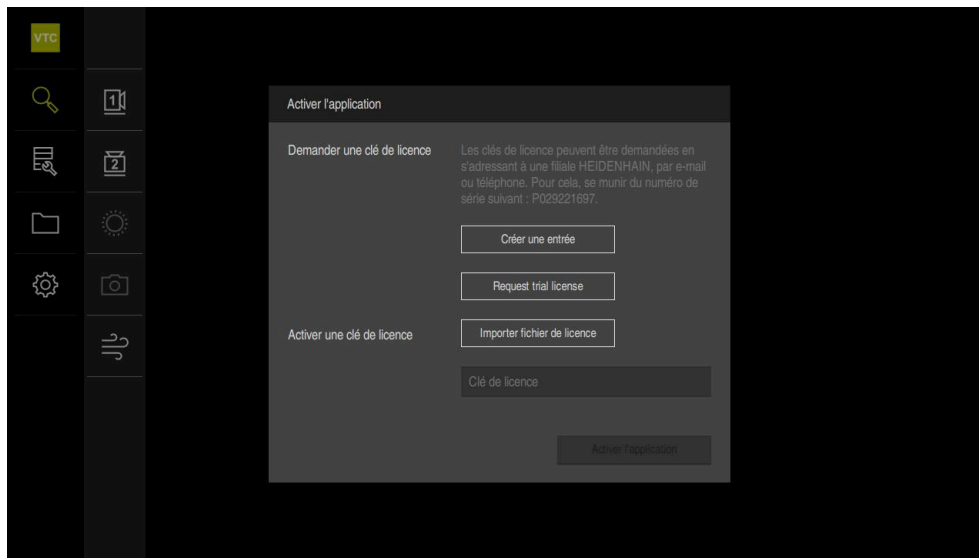 VTC
1
2
Activer l'application
Demander une clé de licence
Les clés de licence peuvent être demandées en
s'adressant à une filiale HEIDENHAIN, par e-mail
ou téléphone. Pour cela, se munir du numéro de
série suivant : P029221697.
Créer une entrée
Request trial license
Activer une clé de licence
Importer fichier de licence
Clé de licence
Activer l'application